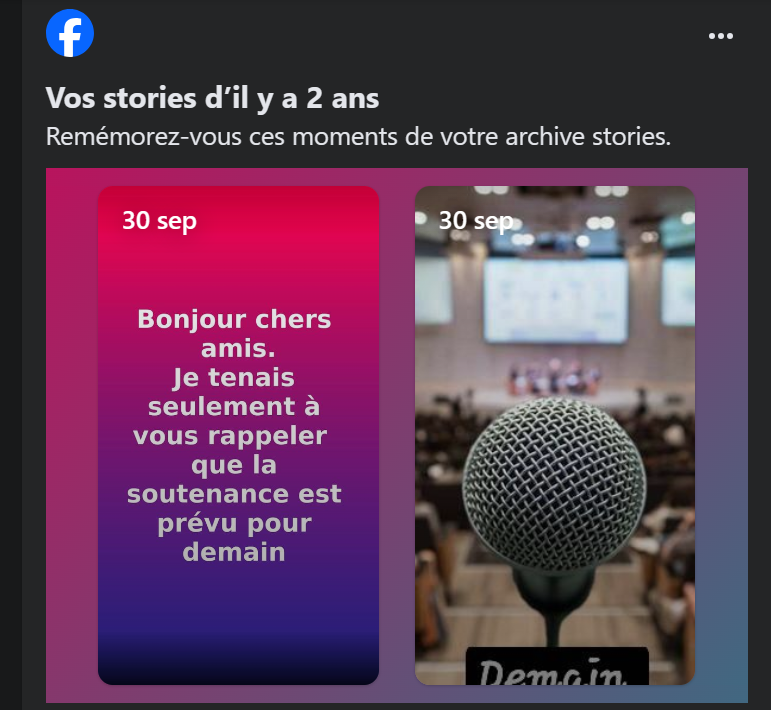 Vos stories d’il y a 2 ans
Remémorez-vous ces moments de votre archive stories.
30 sep
Bonjour chers
amis.
Je tenais
seulement à
vous rappeler
que la
soutenance est
prévu pour
demain
30 sep
Demain